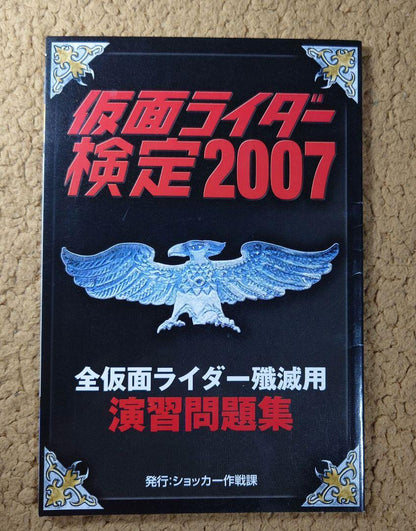 仮面ライダー
検定2007
全仮面ライダー殲滅用
演習問題集
発行:ショッカー作戦課